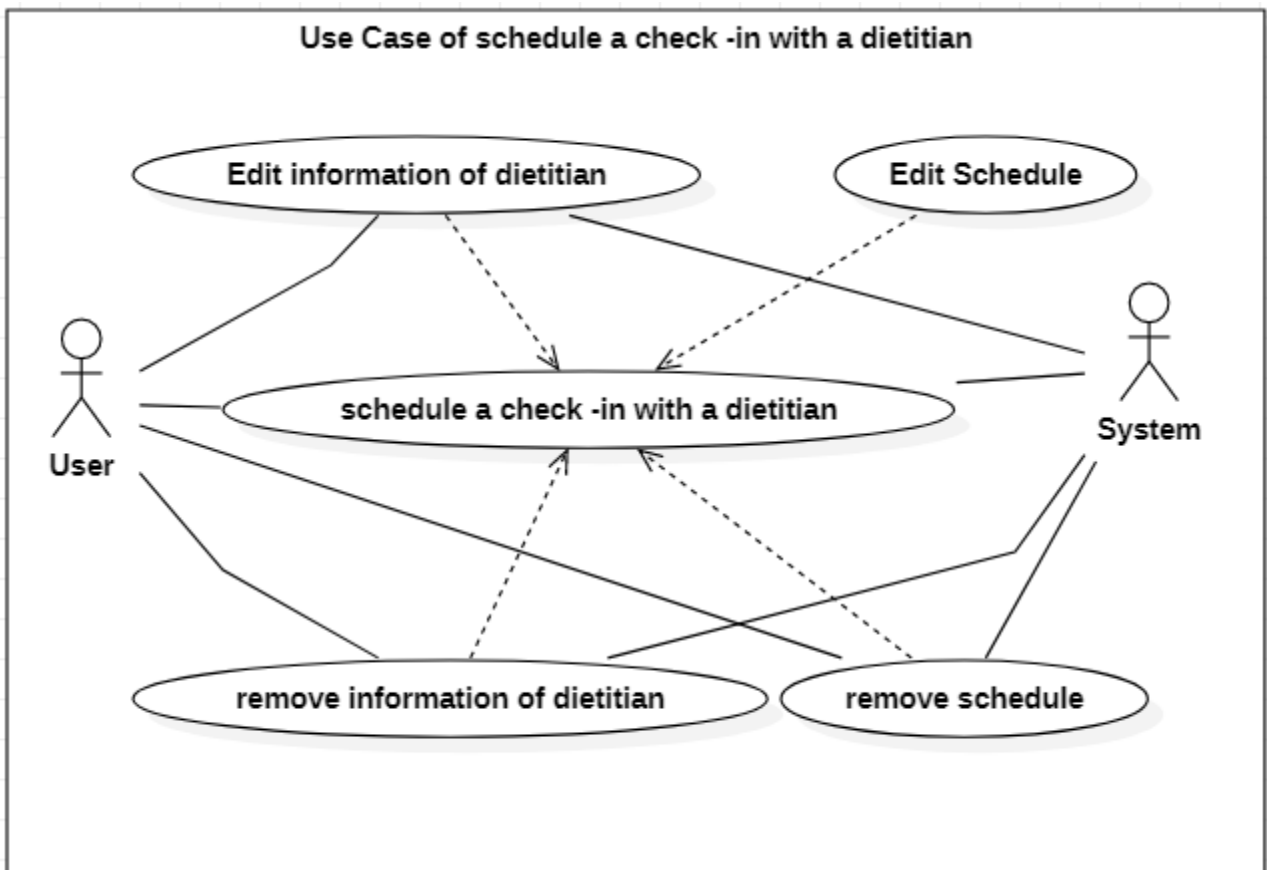 Use Case of schedule a check -in with a dietitian
Edit information of dietitian
Edit Schedule
schedule a check -in with a dietitian
System
User
remove information of dietitian
remove schedule